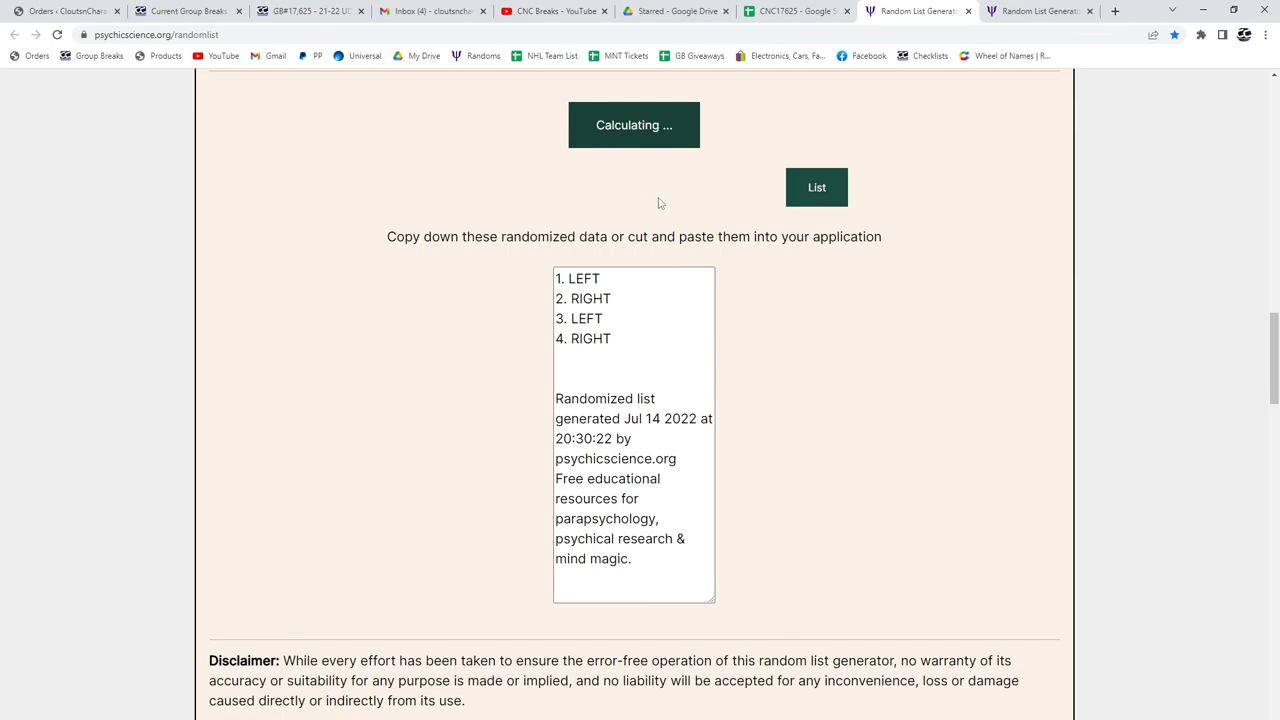 Orders • CloutsnChara
Current Group Breaks
GB#17,625 - 21-22 UD
Inbox (4) - cloutsnchar
CNC Breaks - YouTube
Starred - Google Drive
CNC17625 - Google S
Random List Generato
Random List Generato
psychicscience.org/randomlist
Orders
Group Breaks
Products
YouTube
Gmail
PP
Universal
My Drive
Randoms
NHL Team List
MNT Tickets
GB Giveaways
Electronics, Cars, Fa...
Facebook
Checklists
Wheel of Names | R...
Calculating ...
List
Copy down these randomized data or cut and paste them into your application
1. LEFT
2. RIGHT
3. LEFT
4. RIGHT
Randomized list
generated Jul 14 2022 at
20:30:22 by
psychicscience.org
Free educational
resources for
parapsychology,
psychical research &
mind magic.
Disclaimer: While every effort has been taken to ensure the error-free operation of this random list generator, no warranty of its
accuracy or suitability for any purpose is made or implied, and no liability will be accepted for any inconvenience, loss or damage
caused directly or indirectly from its use.